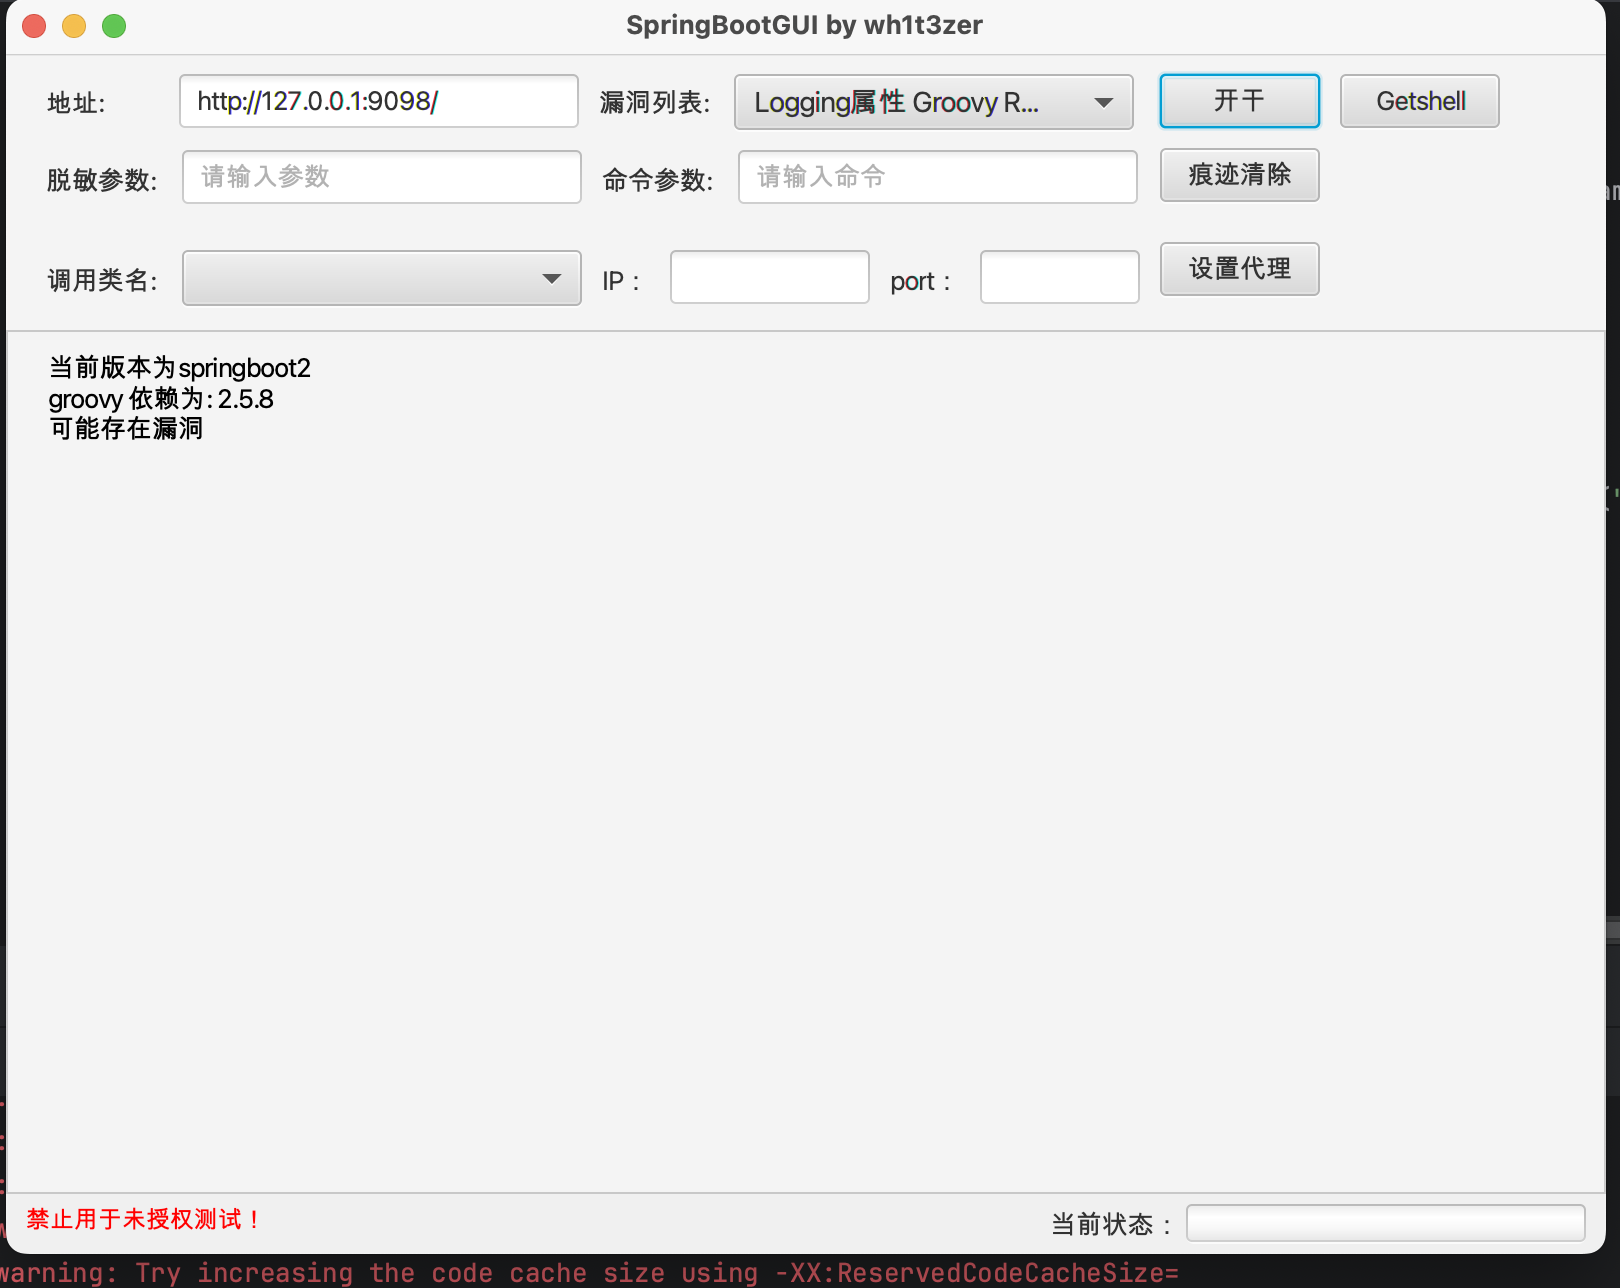 SpringBootGUI by wh1t3zer
地址: http://127.0.0.1:9098/ 漏洞列表: Logging属性 Groovy R... 开干 Getshell
脱敏参数: 请输入参数 命令参数: 请输入命令 痕迹清除
调用类名: IP： port： 设置代理
当前版本为springboot2
groovy 依赖为: 2.5.8
可能存在漏洞
禁止用于未授权测试！ 当前状态：
warning: Try increasing the code cache size using -XX:ReservedCodeCacheSize=